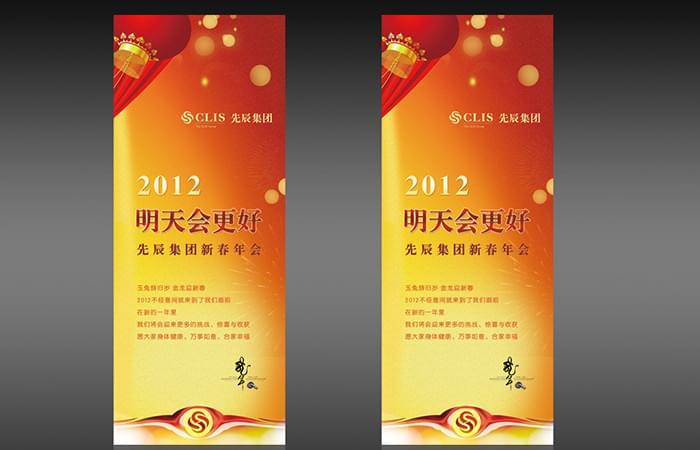 CLIS 先辰集团
2012
明天会更好
先辰集团新春年会
玉兔辞旧岁 金龙迎新春
2012不经意间就来到了我们眼前
在新的一年里
我们将会迎来更多的挑战、惊喜与收获
愿大家身体健康，万事如意，合家幸福
龙年
CLIS 先辰集团
2012
明天会更好
先辰集团新春年会
玉兔辞旧岁 金龙迎新春
2012不经意间就来到了我们眼前
在新的一年里
我们将会迎来更多的挑战、惊喜与收获
愿大家身体健康，万事如意，合家幸福
龙年